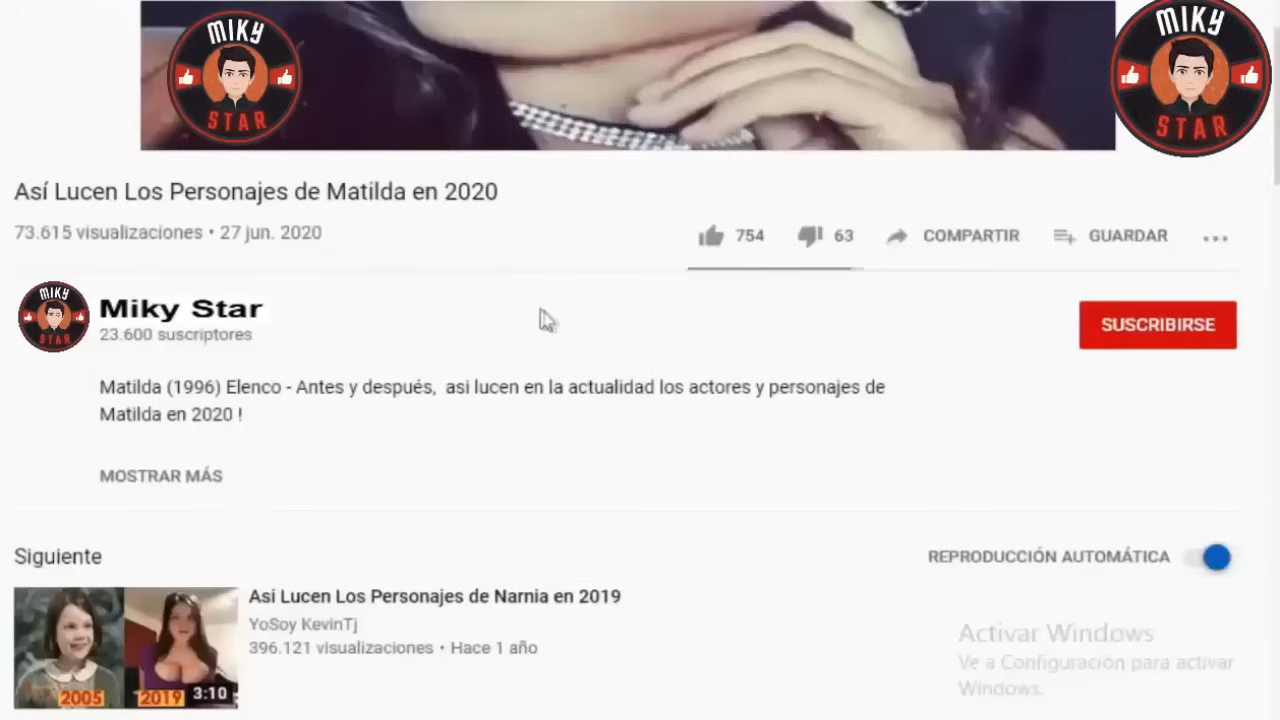 MIKY
STAR
MIKY
STAR
Así Lucen Los Personajes de Matilda en 2020
73.615 visualizaciones • 27 jun. 2020
754
63
COMPARTIR
GUARDAR
MIKY
STAR
Miky Star
23.600 suscriptores
SUSCRIBIRSE
Matilda (1996) Elenco - Antes y después,  asi lucen en la actualidad los actores y personajes de
Matilda en 2020 !
MOSTRAR MÁS
Siguiente
REPRODUCCIÓN AUTOMÁTICA
Asi Lucen Los Personajes de Narnia en 2019
YoSoy KevinTj
396.121 visualizaciones • Hace 1 año
2005
2019
3:10
Activar Windows
Ve a Configuración para activar
Windows.